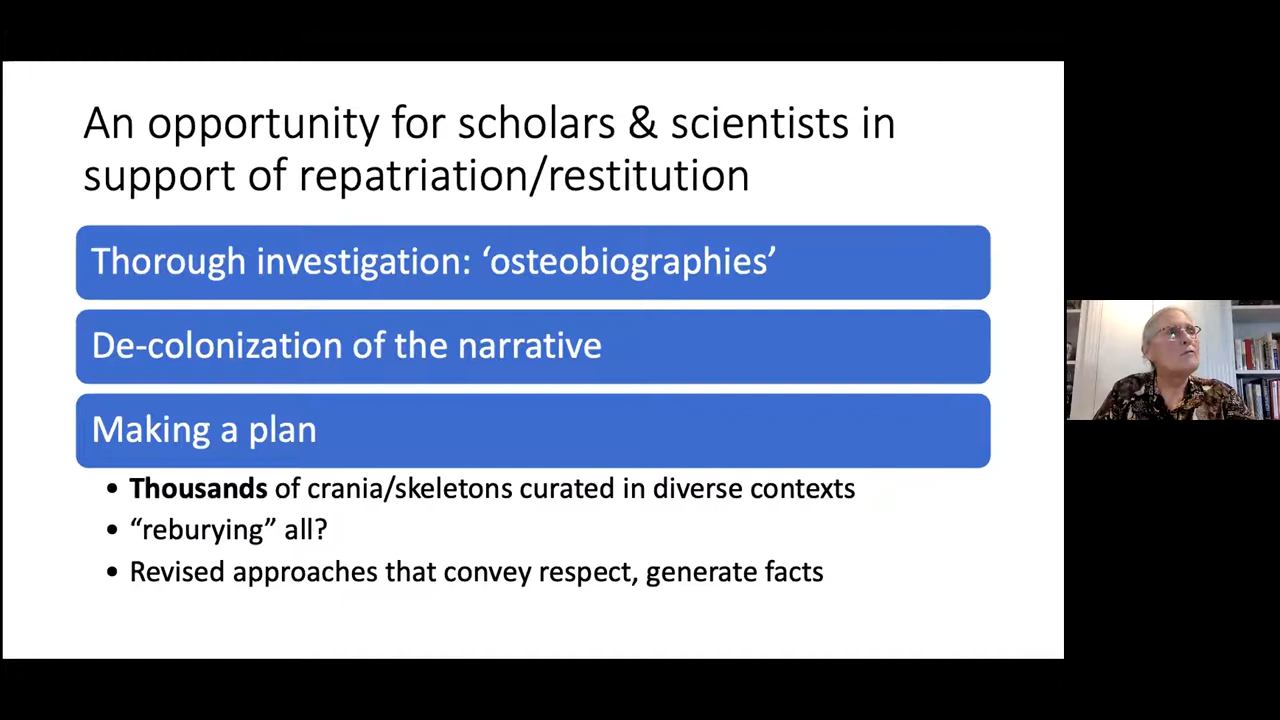 An opportunity for scholars & scientists in
support of repatriation/restitution
Thorough investigation: ‘osteobiographies’
De-colonization of the narrative
Making a plan
• Thousands of crania/skeletons curated in diverse contexts
• “reburying” all?
• Revised approaches that convey respect, generate facts